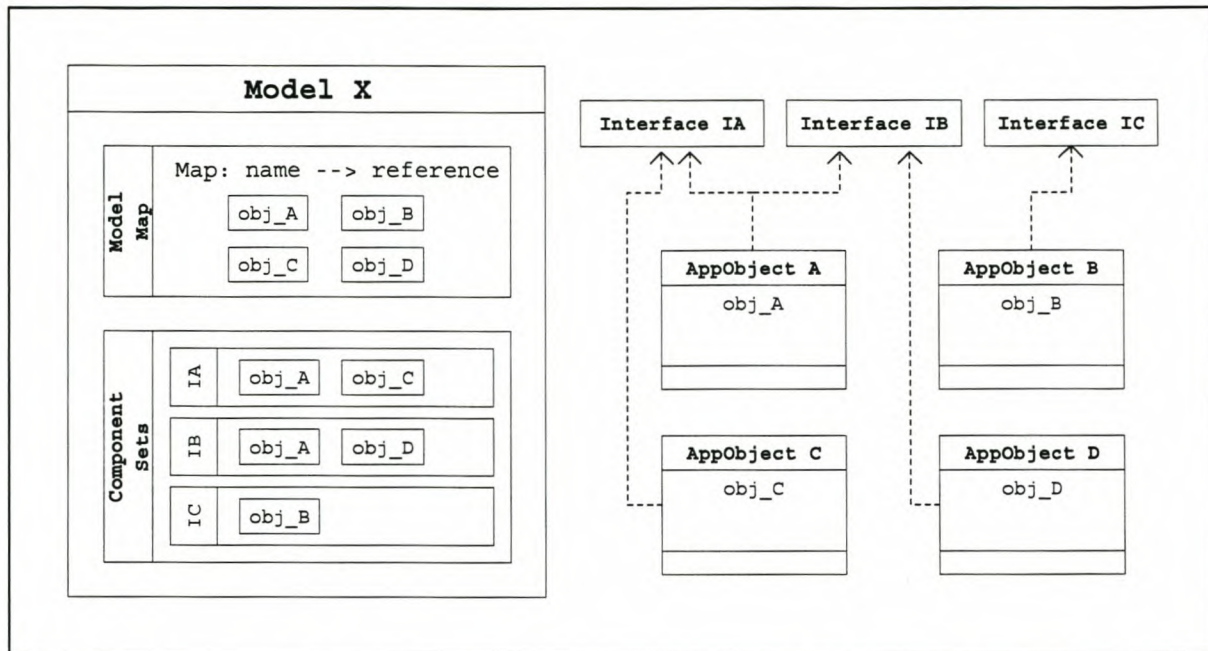 Model X
Model Map
Map: name --> reference
obj_A obj_B
obj_C obj_D
Component Sets
IA obj_A obj_C
IB obj_A obj_D
IC obj_B
Interface IA Interface IB Interface IC
AppObject A AppObject B
obj_A obj_B
AppObject C AppObject D
obj_C obj_D